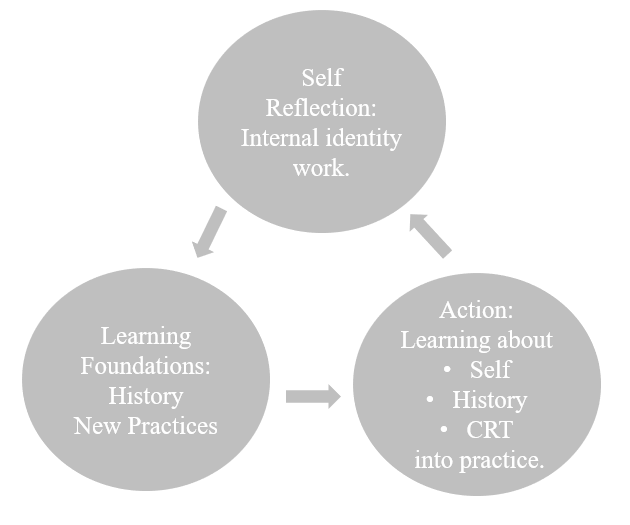 Self
Reflection:
Internal identity
work.
Learning
Foundations:
History
New Practices
Action:
Learning about
• Self
• History
• CRT
into practice.